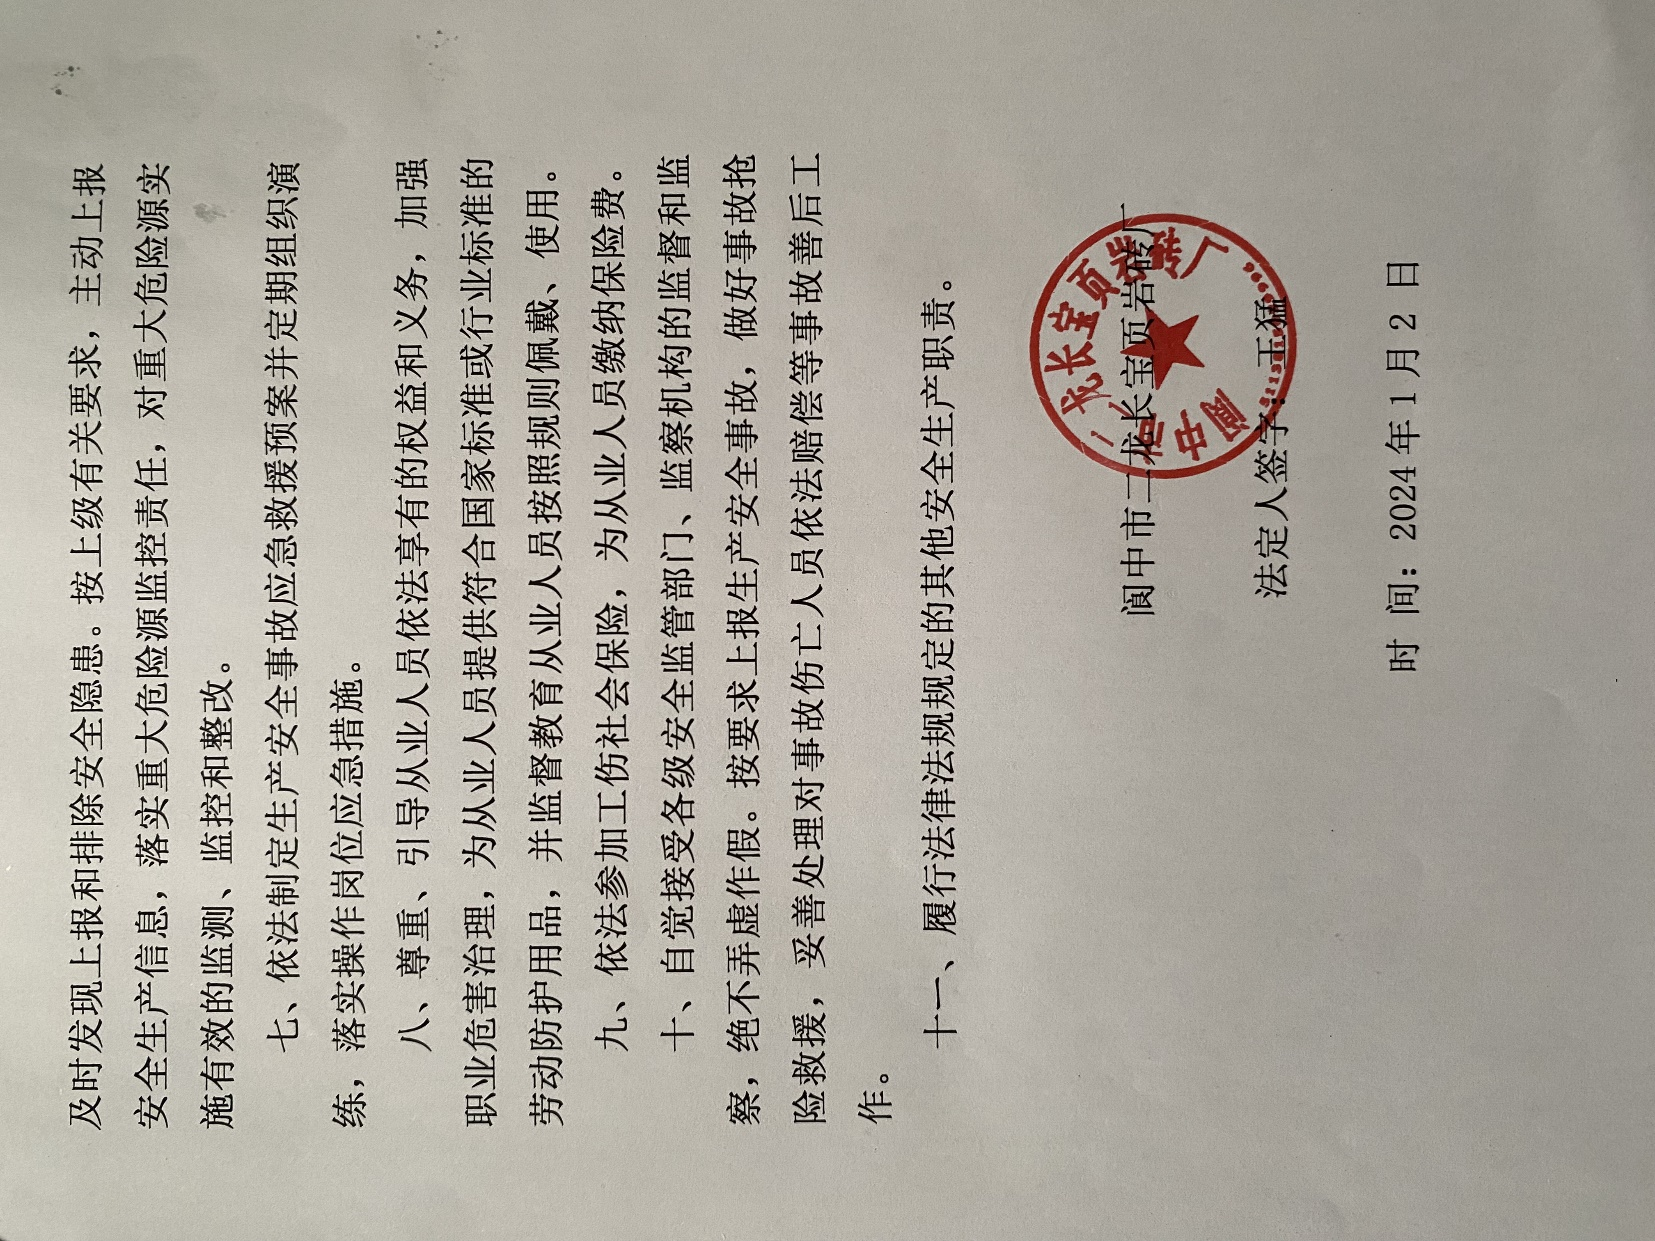 及时发现上报和排除安全隐患。按上级有关要求，主动上报
安全生产信息，落实重大危险源监控责任，对重大危险源实
施有效的监测、监控和整改。
七、依法制定生产安全事故应急救援预案并定期组织演
练，落实操作岗位应急措施。
八、尊重、引导从业人员依法享有的权益和义务，加强
职业危害治理，为从业人员提供符合国家标准或行业标准的
劳动防护用品，并监督教育从业人员按照规则佩戴、使用。
九、依法参加工伤社会保险，为从业人员缴纳保险费。
十、自觉接受各级安全监管部门、监察机构的监督和监
察，绝不弄虚作假。按要求上报生产安全事故，做好事故抢
险救援，妥善处理对事故伤亡人员依法赔偿等事故善后工
作。
十一、履行法律法规规定的其他安全生产职责。
阆中市二龙长宝页岩砖厂
阆中市二龙长宝页岩砖厂
法定人签字：王猛
时 间：2024年1月2日